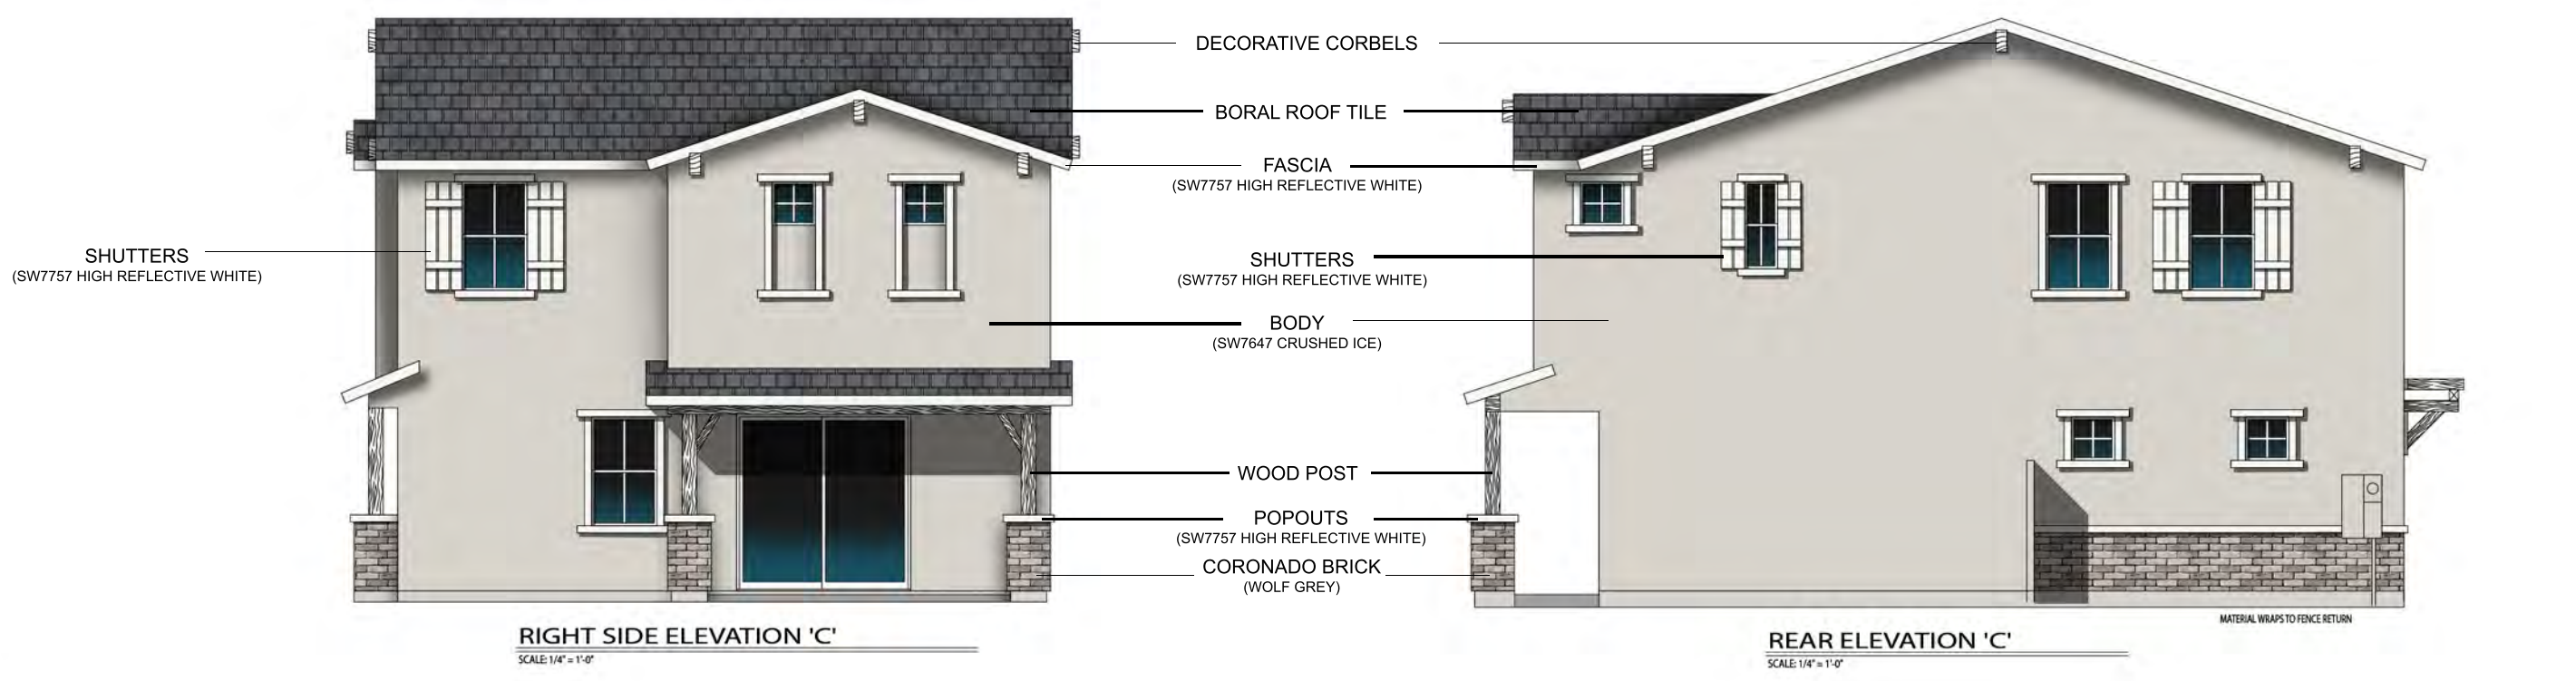 DECORATIVE CORBELS
BORAL ROOF TILE
FASCIA
(SW7757 HIGH REFLECTIVE WHITE)
SHUTTERS
(SW7757 HIGH REFLECTIVE WHITE)
SHUTTERS
(SW7757 HIGH REFLECTIVE WHITE)
BODY
(SW7647 CRUSHED ICE)
WOOD POST
POPOUTS
(SW7757 HIGH REFLECTIVE WHITE)
CORONADO BRICK
(WOLF GREY)
MATERIAL WRAPS TO FENCE RETURN
RIGHT SIDE ELEVATION 'C'
SCALE: 1/4" = 1'-0"
REAR ELEVATION 'C'
SCALE: 1/4" = 1'-0"